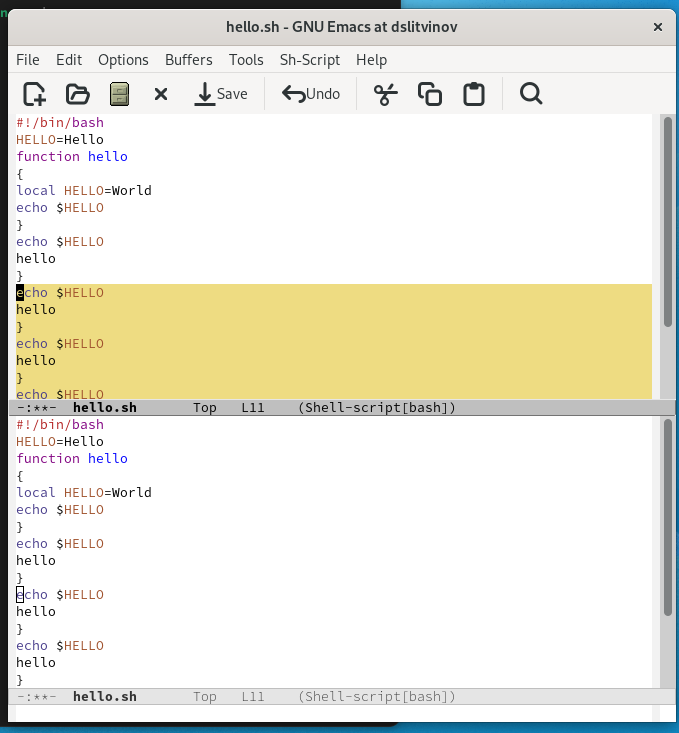 hello.sh - GNU Emacs at dslitvinov
File Edit Options Buffers Tools Sh-Script Help
Save Undo
#!/bin/bash
HELLO=Hello
function hello
{
local HELLO=World
echo $HELLO
}
echo $HELLO
hello
}
echo $HELLO
hello
}
echo $HELLO
hello
}
echo $HELLO
-:**- hello.sh Top L11 (Shell-script[bash])
#!/bin/bash
HELLO=Hello
function hello
{
local HELLO=World
echo $HELLO
}
echo $HELLO
hello
}
echo $HELLO
hello
}
echo $HELLO
hello
}
-:**- hello.sh Top L11 (Shell-script[bash])